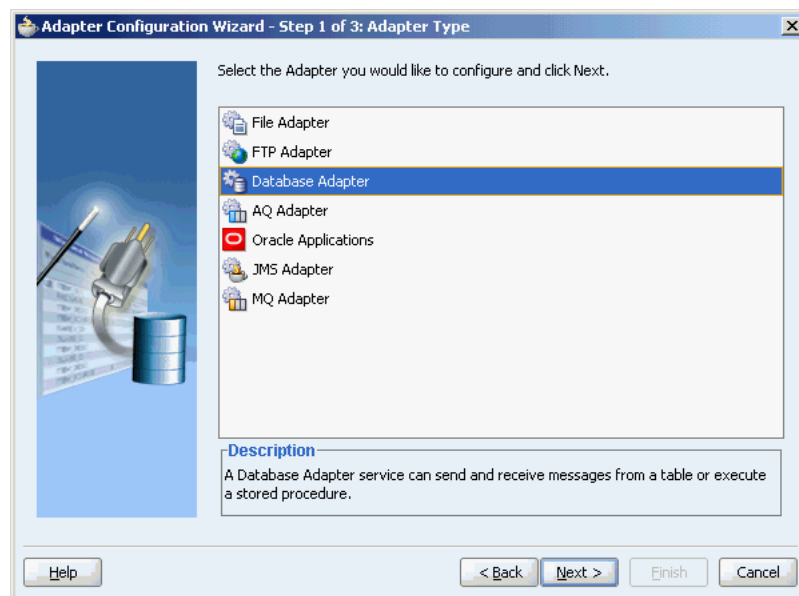 Adapter Configuration Wizard - Step 1 of 3: Adapter Type
Select the Adapter you would like to configure and click Next.
File Adapter
FTP Adapter
Database Adapter
AQ Adapter
Oracle Applications
JMS Adapter
MQ Adapter
Description
A Database Adapter service can send and receive messages from a table or execute
a stored procedure.
Help
< Back
Next >
Finish
Cancel